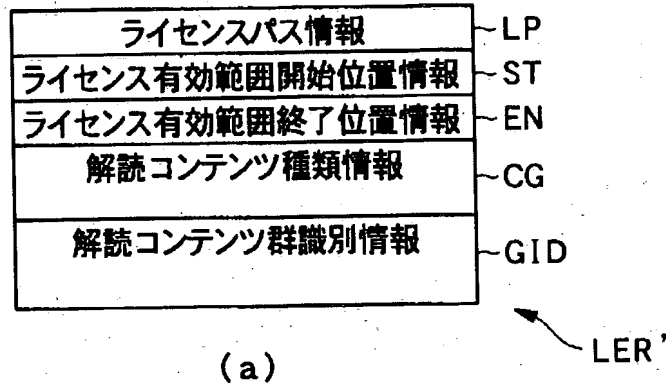 ライセンスパス情報 ~LP
ライセンス有効範囲開始位置情報 ~ST
ライセンス有効範囲終了位置情報 ~EN
解読コンテンツ種類情報 ~CG
解読コンテンツ群識別情報 ~GID
LER'
(a)